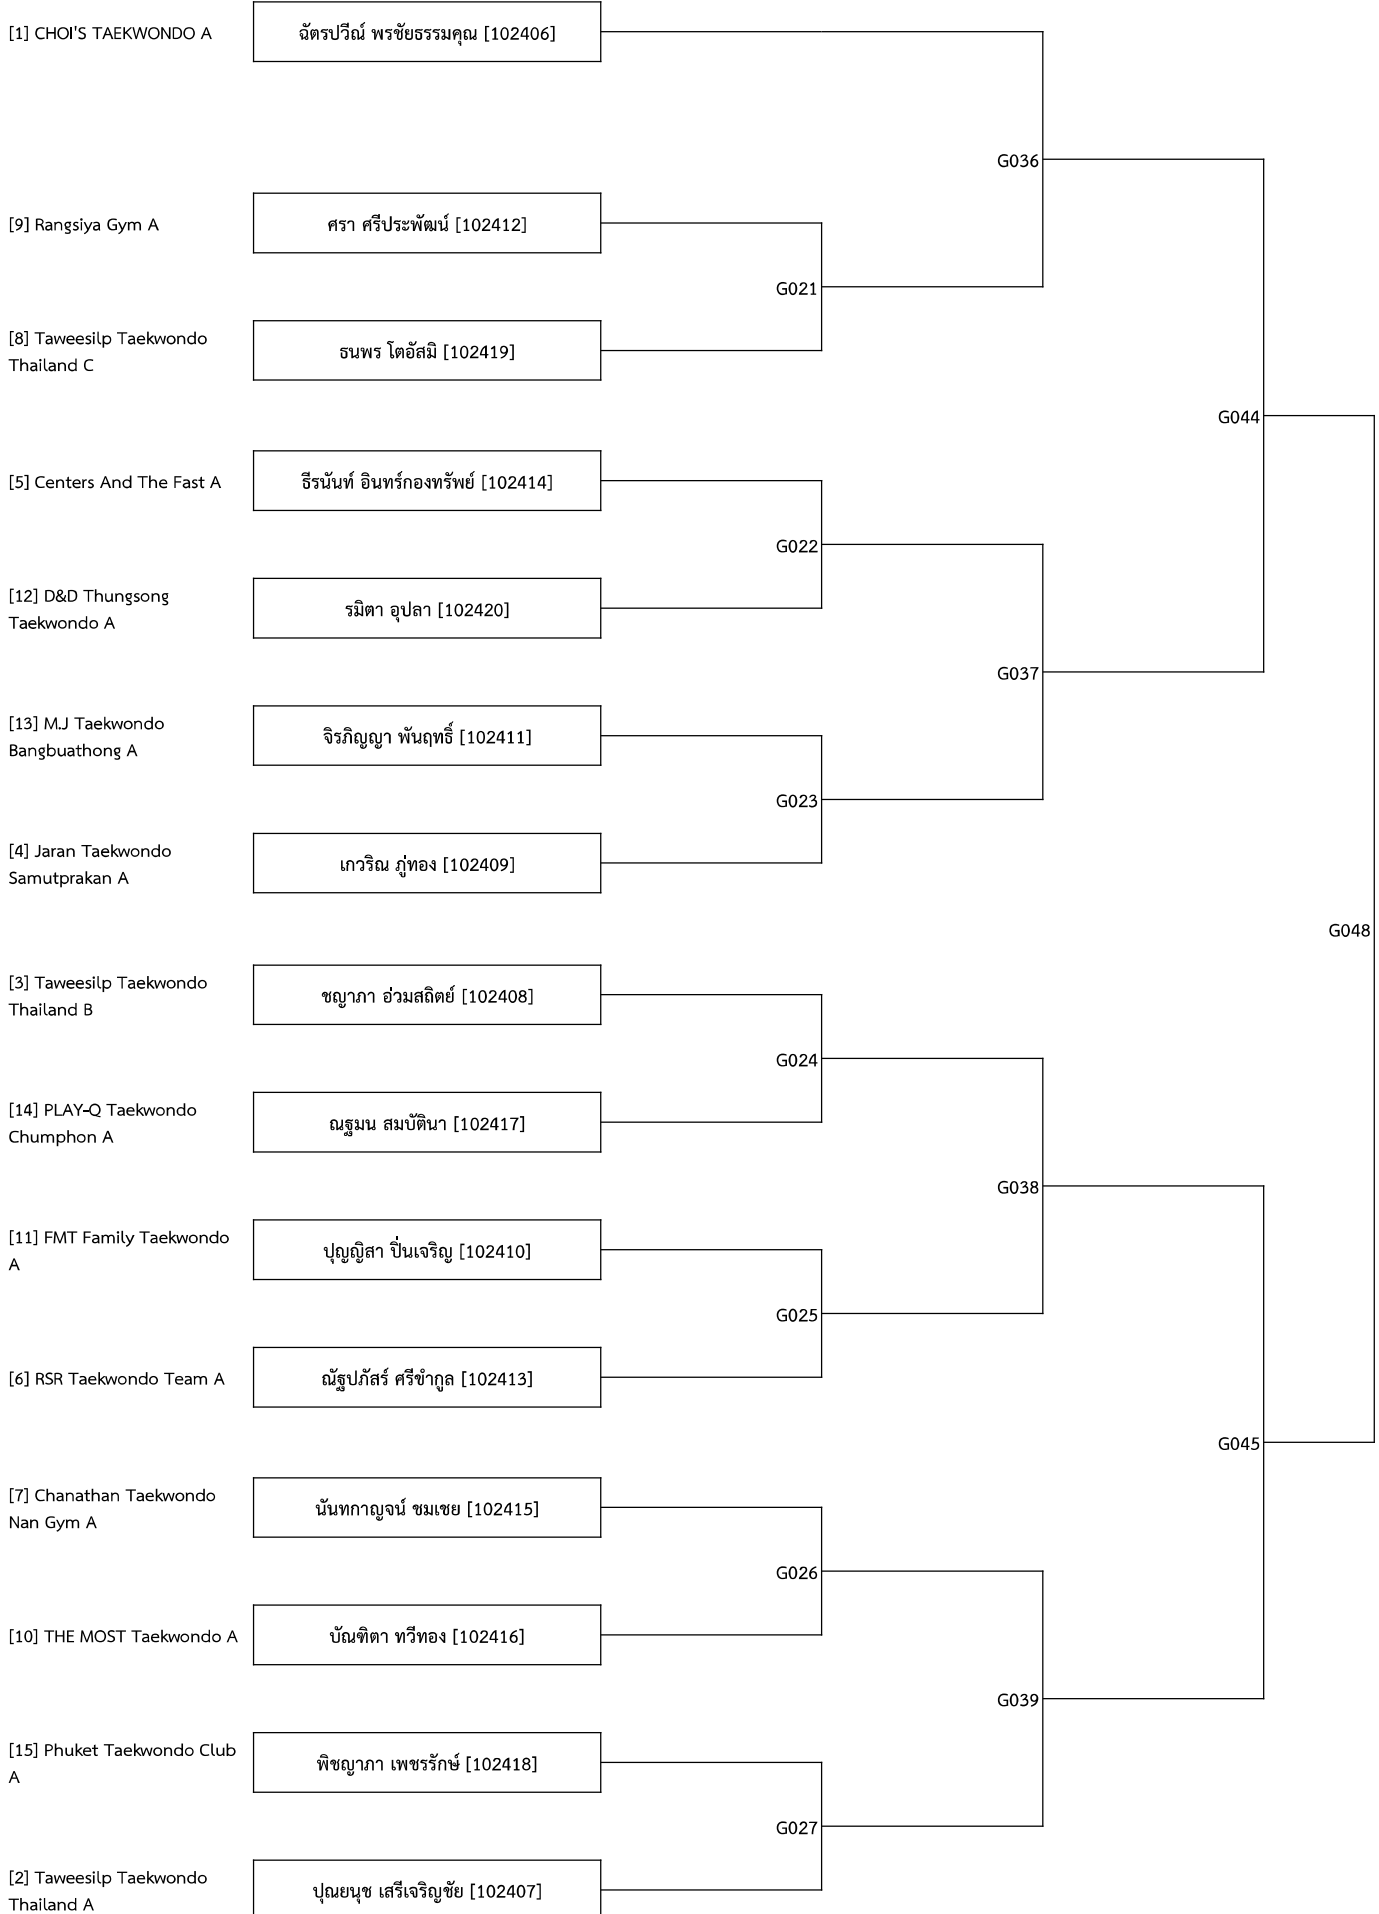 [1] CHOI'S TAEKWONDO A
ฉัตรปวีณ์ พรชัยธรรมคุณ [102406]
G036
[9] Rangsiya Gym A
ศรา ศรีประพัฒน์ [102412]
G021
[8] Taweesilp Taekwondo
Thailand C
ธนพร โตอัสมิ [102419]
G044
[5] Centers And The Fast A
ธีรนันท์ อินทร์กองทรัพย์ [102414]
G022
[12] D&D Thungsong
Taekwondo A
รมิตา อุปลา [102420]
G037
[13] M.J Taekwondo
Bangbuathong A
จิรภิญญา พันฤทธิ์ [102411]
G023
[4] Jaran Taekwondo
Samutprakan A
เกวริณ ภู่ทอง [102409]
G048
[3] Taweesilp Taekwondo
Thailand B
ชญาภา อ่วมสถิตย์ [102408]
G024
[14] PLAY-Q Taekwondo
Chumphon A
ณฐมน สมบัตินา [102417]
G038
[11] FMT Family Taekwondo
A
ปุญญิสา ปิ่นเจริญ [102410]
G025
[6] RSR Taekwondo Team A
ณัฐปภัสร์ ศรีขำกูล [102413]
G045
[7] Chanathan Taekwondo
Nan Gym A
นันทกาญจน์ ชมเชย [102415]
G026
[10] THE MOST Taekwondo A
บัณฑิตา ทวีทอง [102416]
G039
[15] Phuket Taekwondo Club
A
พิชญาภา เพชรรักษ์ [102418]
G027
[2] Taweesilp Taekwondo
Thailand A
ปุณยนุช เสรีเจริญชัย [102407]